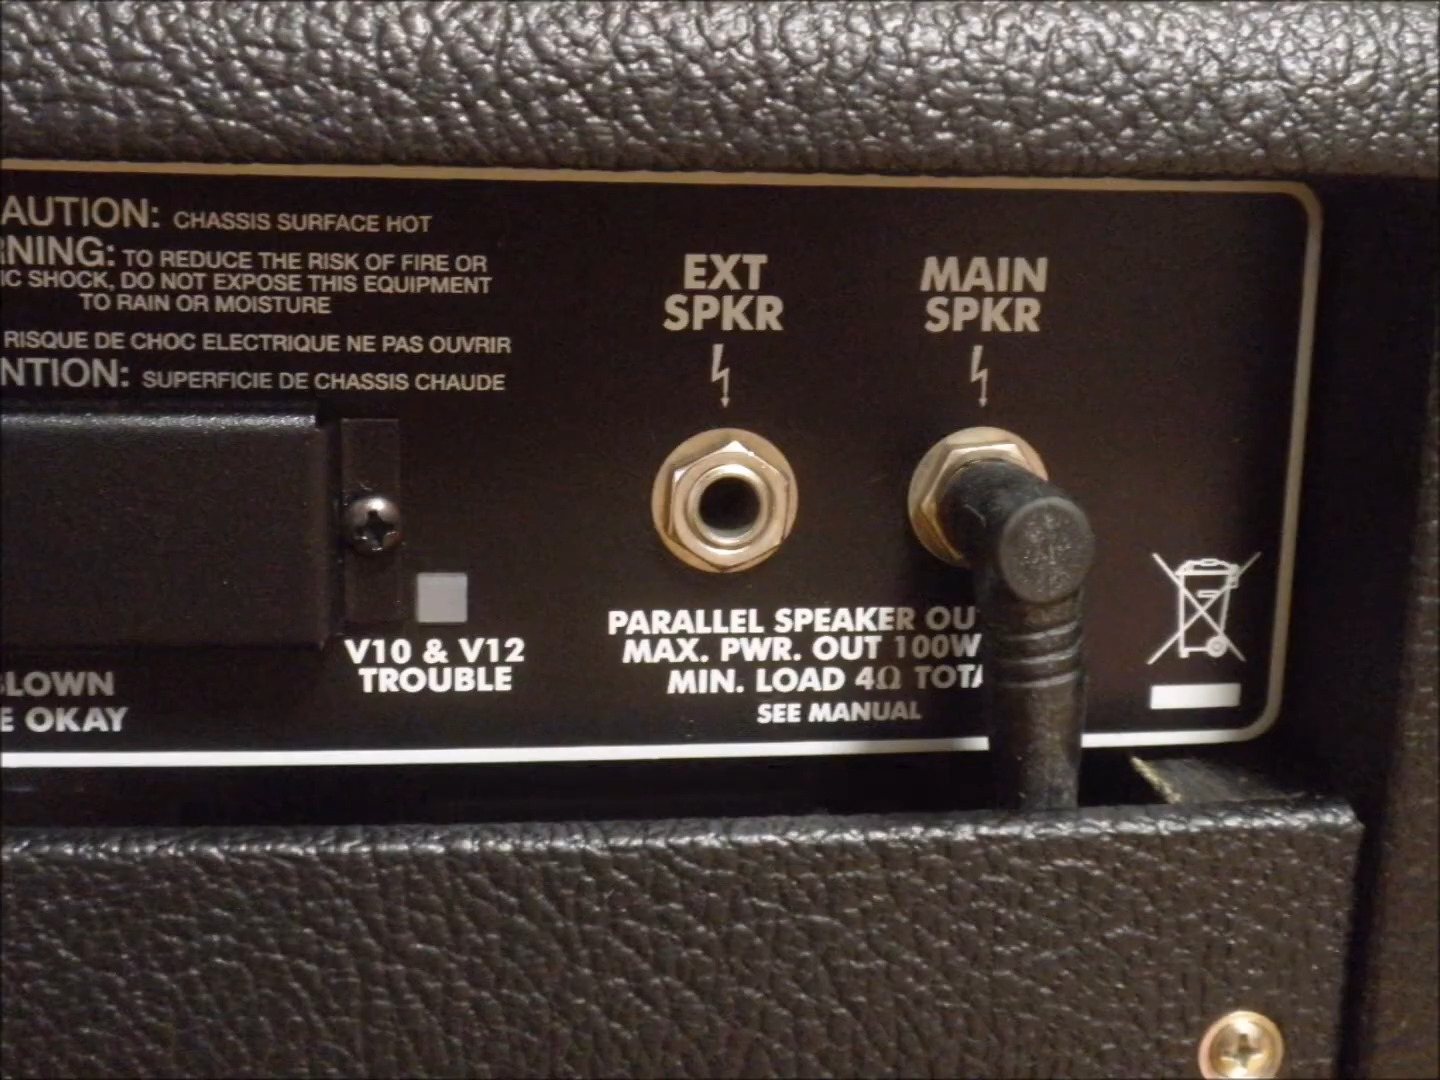 AUTION: CHASSIS SURFACE HOT
RNING: TO REDUCE THE RISK OF FIRE OR
IC SHOCK, DO NOT EXPOSE THIS EQUIPMENT
TO RAIN OR MOISTURE
RISQUE DE CHOC ELECTRIQUE NE PAS OUVRIR
NTION: SUPERFICIE DE CHASSIS CHAUDE
EXT
SPKR
MAIN
SPKR
V10 & V12
TROUBLE
LOWN
E OKAY
PARALLEL SPEAKER OU
MAX. PWR. OUT 100W
MIN. LOAD 4Ω TOTA
SEE MANUAL